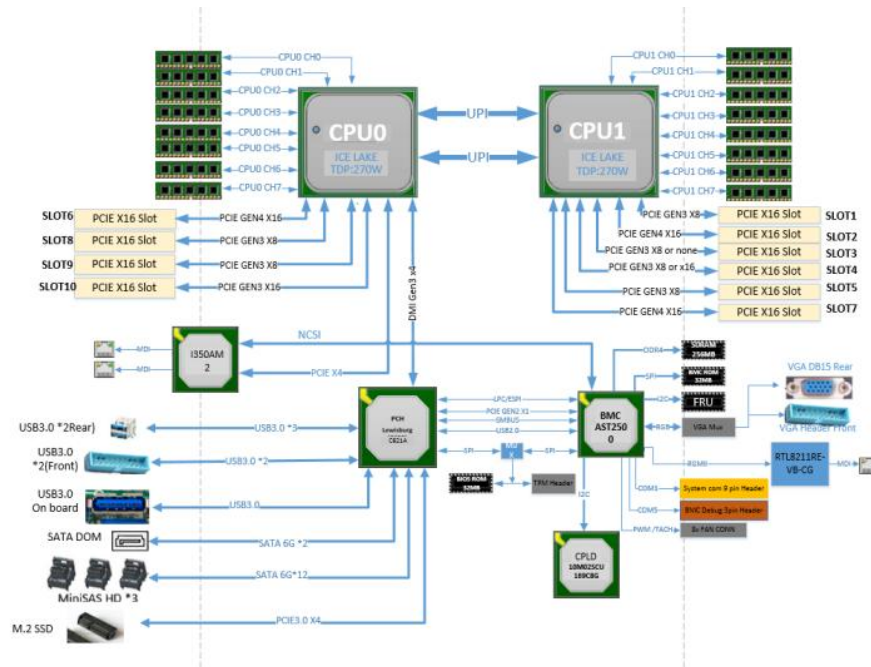 CPU0 CH0
CPU0 CH1
CPU0 CH2
CPU0 CH3
CPU0 CH4
CPU0 CH5
CPU0 CH6
CPU0 CH7
CPU0
ICE LAKE
TDP:270W
UPI
UPI
CPU1
ICE LAKE
TDP:270W
CPU1 CH0
CPU1 CH1
CPU1 CH2
CPU1 CH3
CPU1 CH4
CPU1 CH5
CPU1 CH6
CPU1 CH7
SLOT6
PCIE X16 Slot
PCIE GEN4 X16
SLOT8
PCIE X16 Slot
PCIE GEN3 X8
SLOT9
PCIE X16 Slot
PCIE GEN3 X8
SLOT10
PCIE X16 Slot
PCIE GEN3 X16
DMI Gen3 x4
PCIE GEN3 X8
PCIE X16 Slot
SLOT1
PCIE GEN4 X16
PCIE X16 Slot
SLOT2
PCIE GEN3 X8 or none
PCIE X16 Slot
SLOT3
PCIE GEN3 X8 or x16
PCIE X16 Slot
SLOT4
PCIE GEN3 X8
PCIE X16 Slot
SLOT5
PCIE GEN4 X16
PCIE X16 Slot
SLOT7
NCSI
MDI
MDI
I350AM
2
PCIE X4
PCH
Lewisburg
C621A
LPC/ESPI
PCIE GEN2 X1
SMBUS
USB2.0
SPI
SPI
BIOS ROM
32MB
TPM Header
BMC
AST250
0
DDR4
SDRAM
256MB
SPI
BMC ROM
32MB
I2C
FRU
RGB
VGA Mux
VGA DB15 Rear
VGA Header Front
RGMII
RTL8211RE-
VB-CG
MDI
COM1
System com 9 pin Header
COM5
BMC Debug 3pin Header
PWM /TACH
8x FAN CONN
I2C
CPLD
10M02SCU
169C8G
USB3.0 *2Rear)
USB3.0 *3
USB3.0
*2(Front)
USB3.0 *2
USB3.0
On board
USB3.0
SATA DOM
SATA 6G *2
MiniSAS HD *3
SATA 6G*12
M.2 SSD
PCIE3.0 X4